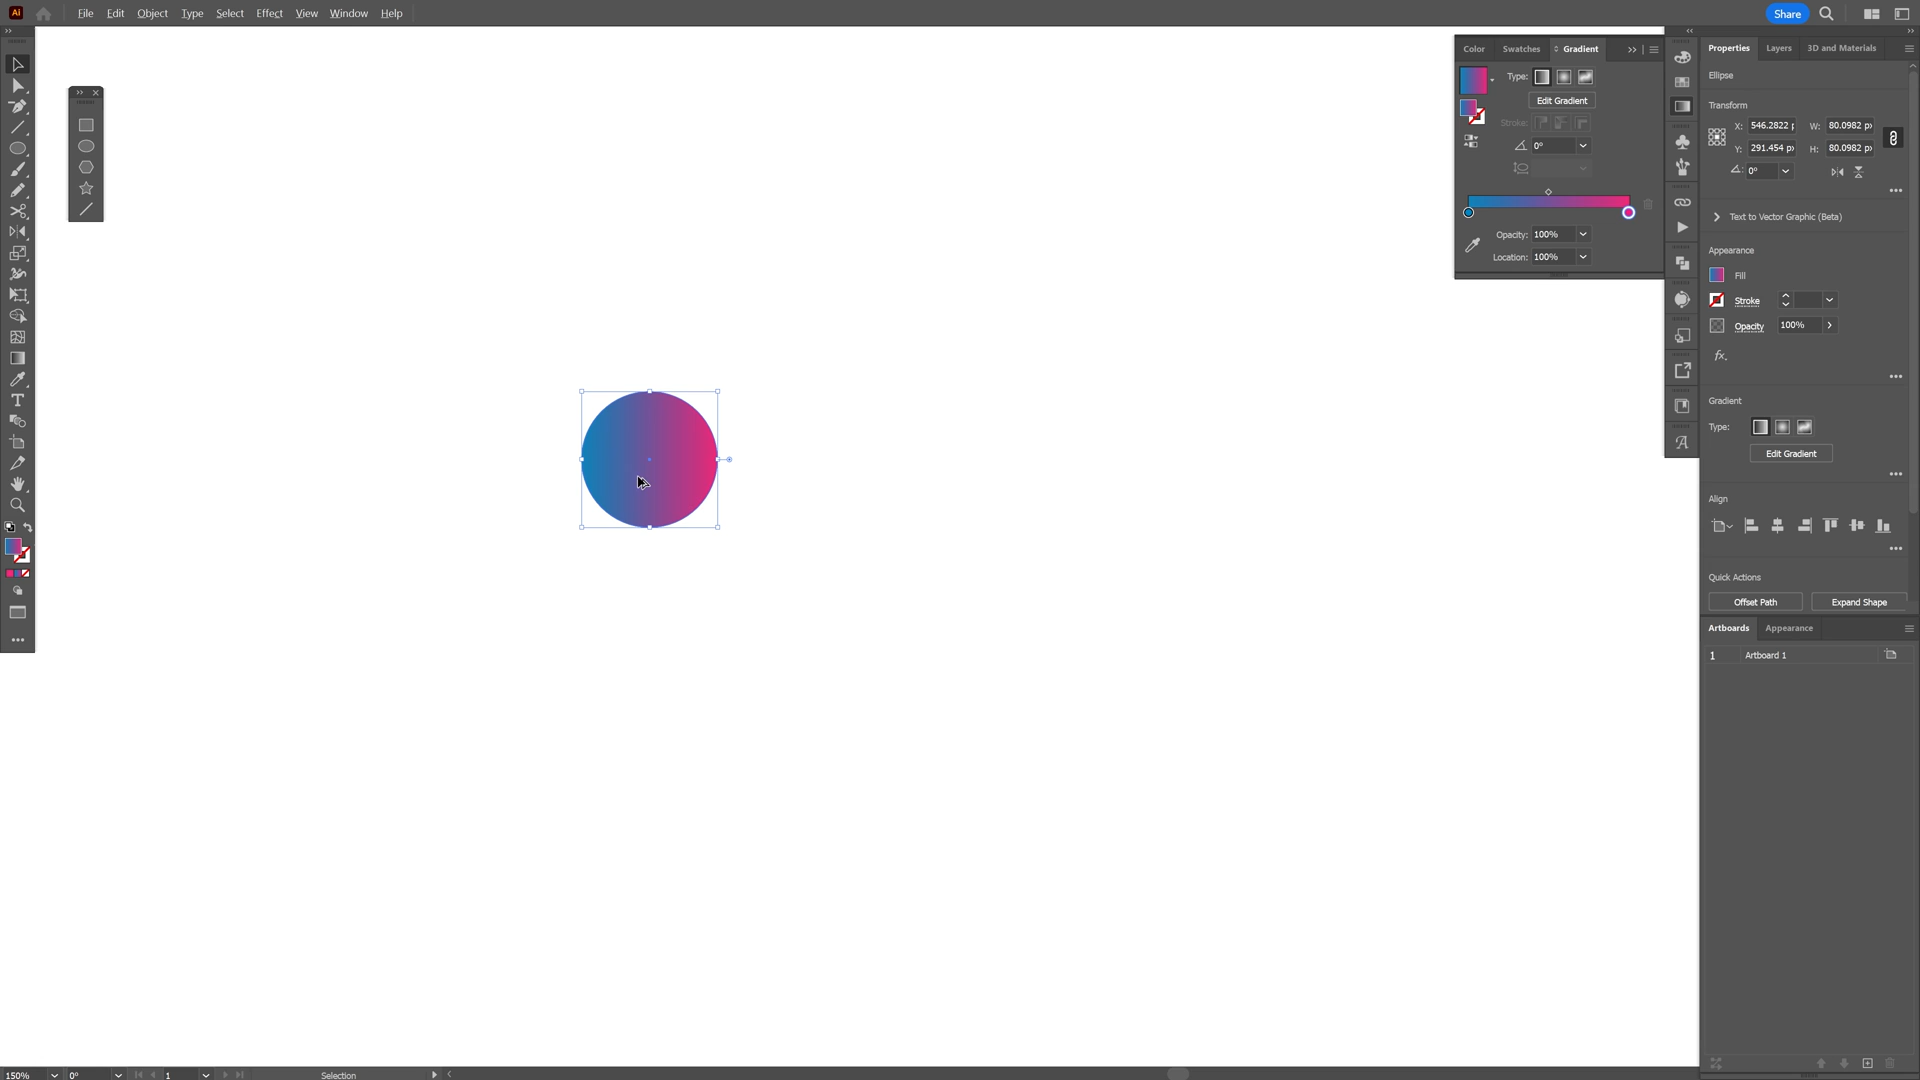 Ai File Edit Object Type Select Effect View Window Help Share
Color Swatches Gradient
Type:
Edit Gradient
Stroke:
0°
Opacity: 100%
Location: 100%
Properties Layers 3D and Materials
Ellipse
Transform
X: 546.2822 W: 80.0982 px
Y: 291.454 px H: 80.0982 px
0°
Text to Vector Graphic (Beta)
Appearance
Fill
Stroke
Opacity 100%
fx.
Gradient
Type:
Edit Gradient
Align
Quick Actions
Offset Path Expand Shape
Artboards Appearance
1 Artboard 1
150% 0° 1 Selection